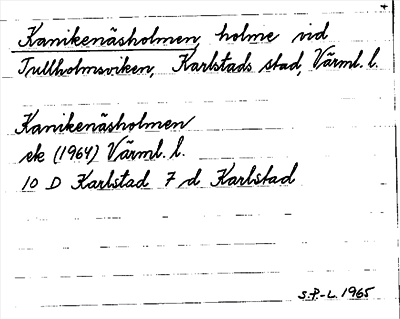 Kanikenäsholmen, holme vid
Tullholmsviken, Karlstads stad, Värml. l.
Kanikenäsholmen
ek (1964) Värml. l.
10 D Karlstad 7 d Karlstad
S.P.-L. 1965